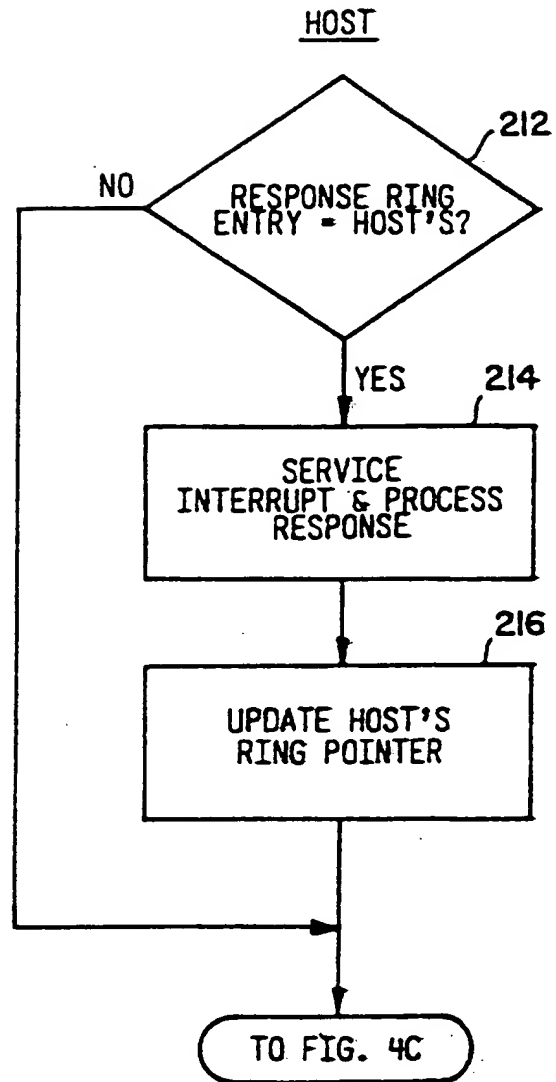 HOST
212
NO
RESPONSE RING
ENTRY = HOST'S?
YES
214
SERVICE
INTERRUPT & PROCESS
RESPONSE
216
UPDATE HOST'S
RING POINTER
TO FIG. 4C